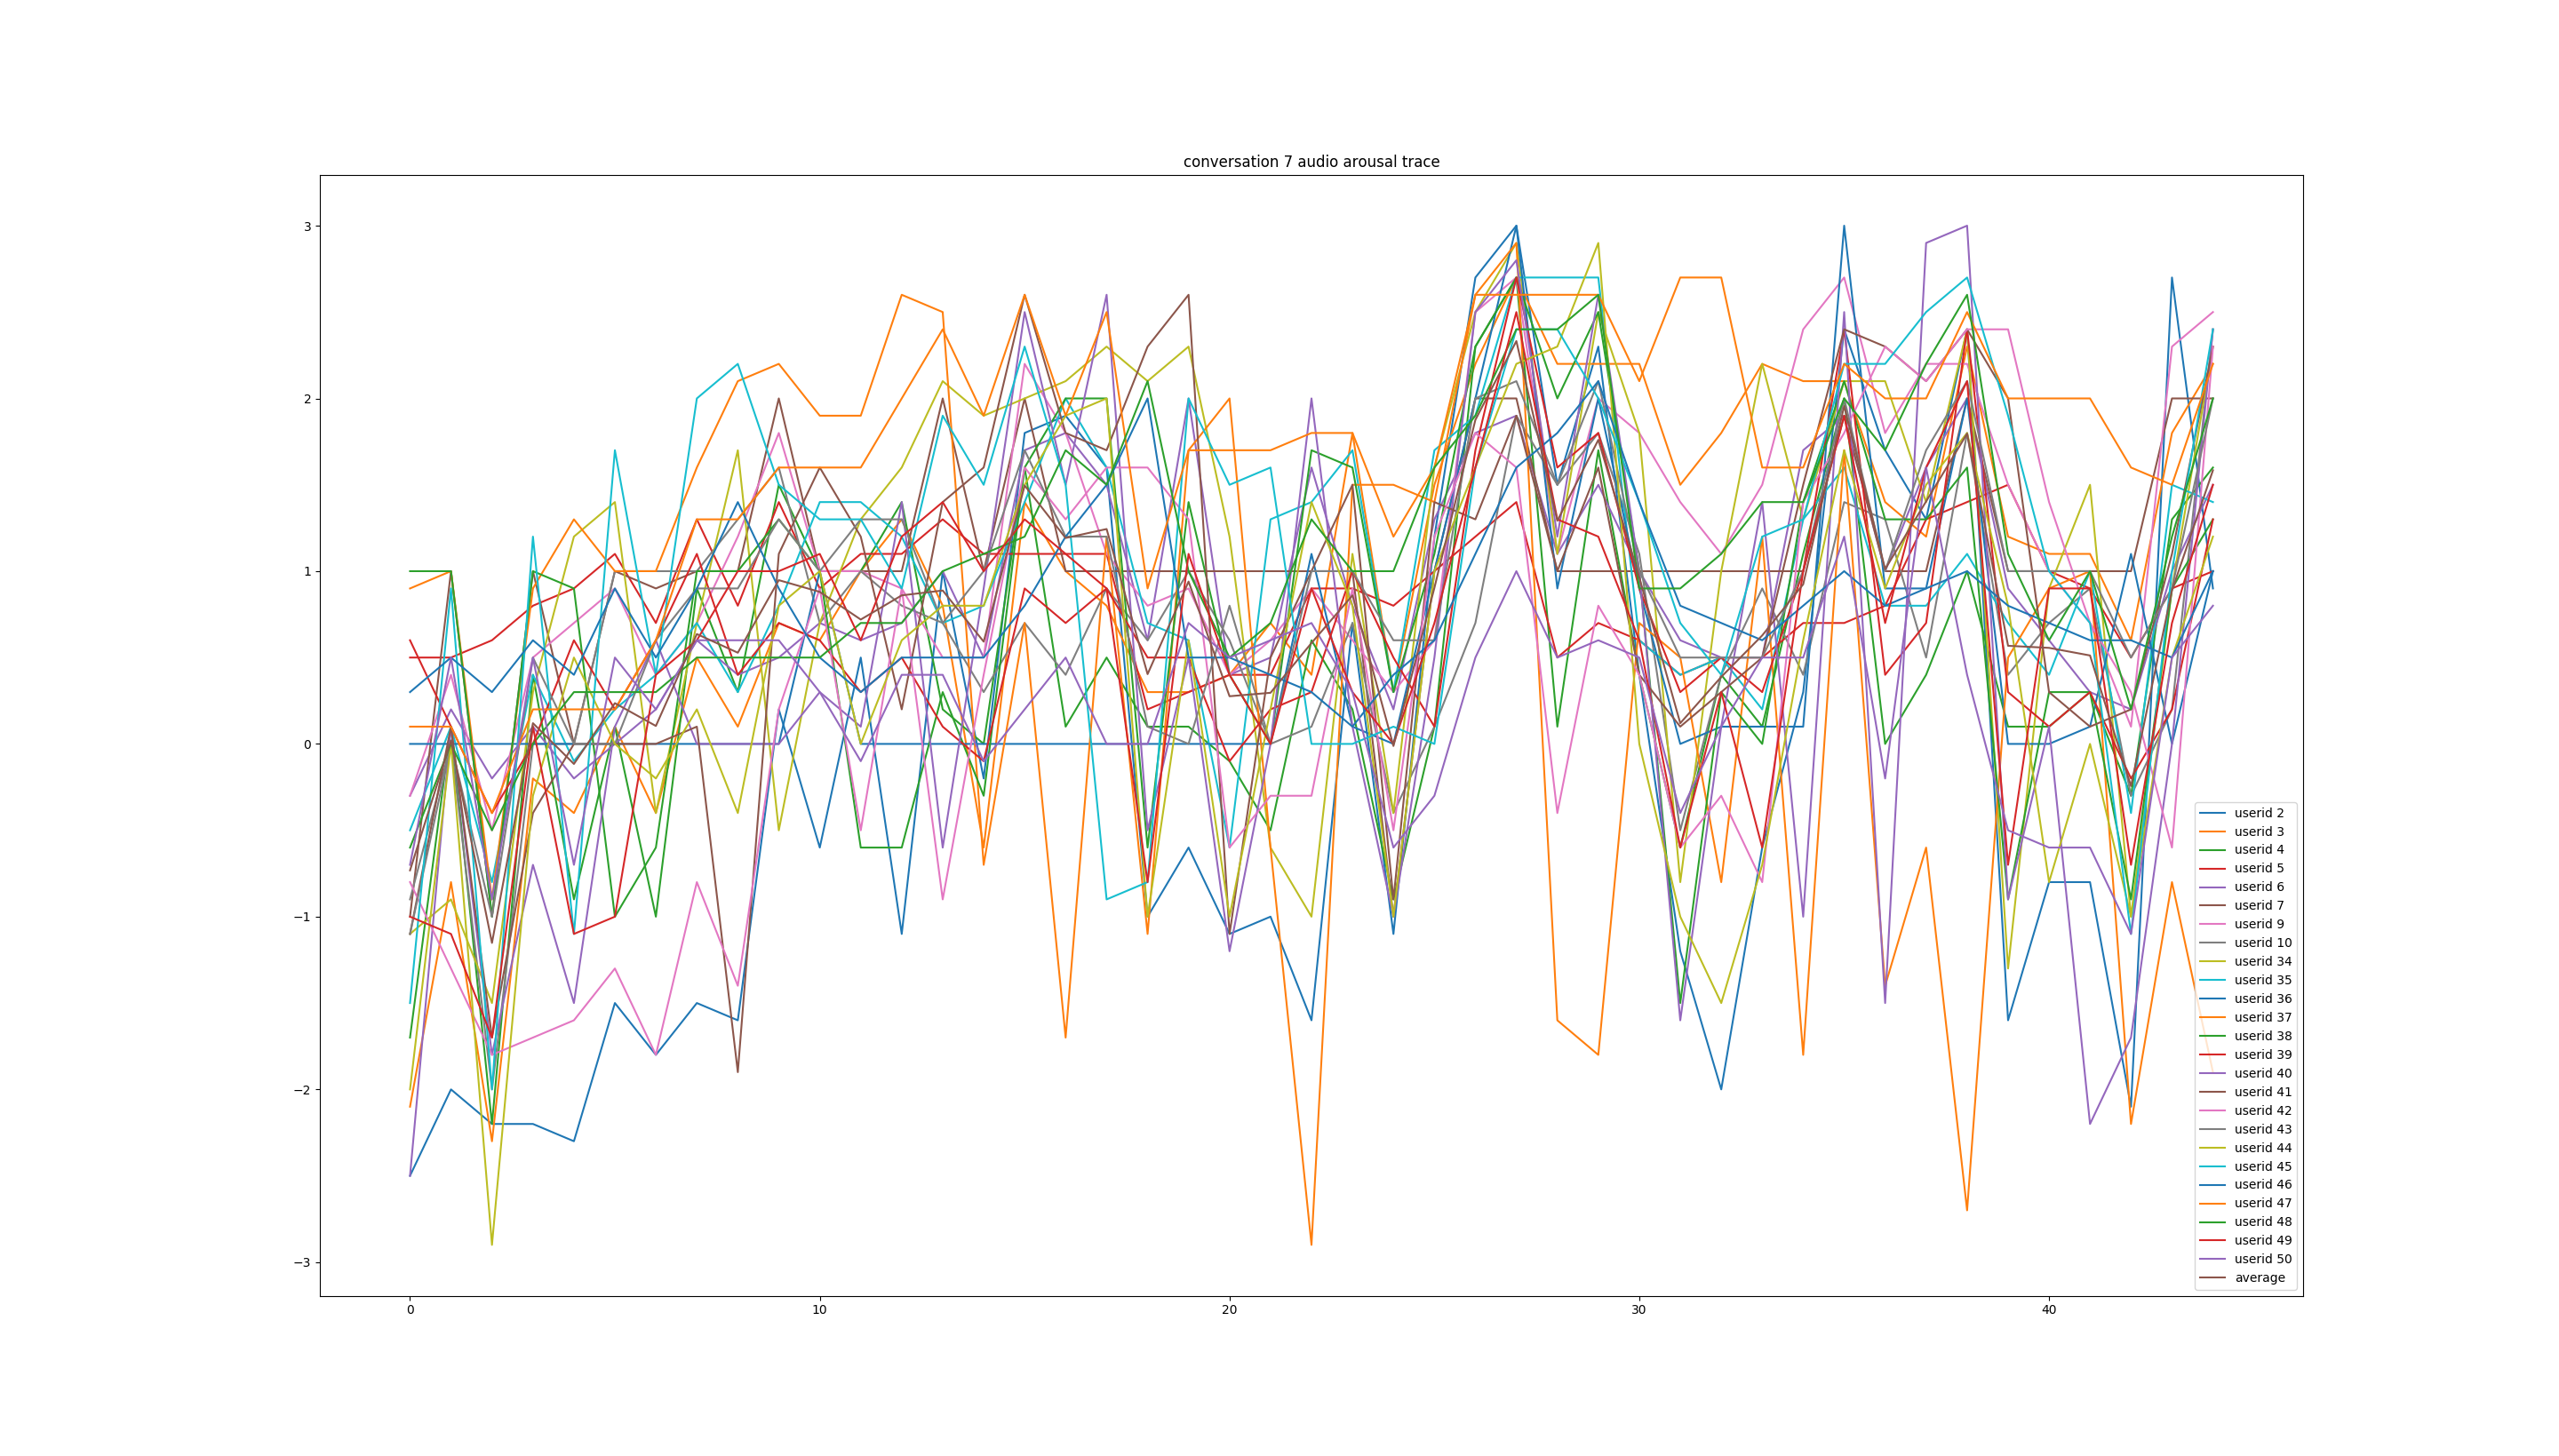 conversation 7 audio arousal trace
3
2
1
0
−1
−2
−3
0
10
20
30
40
userid 2
userid 3
userid 4
userid 5
userid 6
userid 7
userid 9
userid 10
userid 34
userid 35
userid 36
userid 37
userid 38
userid 39
userid 40
userid 41
userid 42
userid 43
userid 44
userid 45
userid 46
userid 47
userid 48
userid 49
userid 50
average